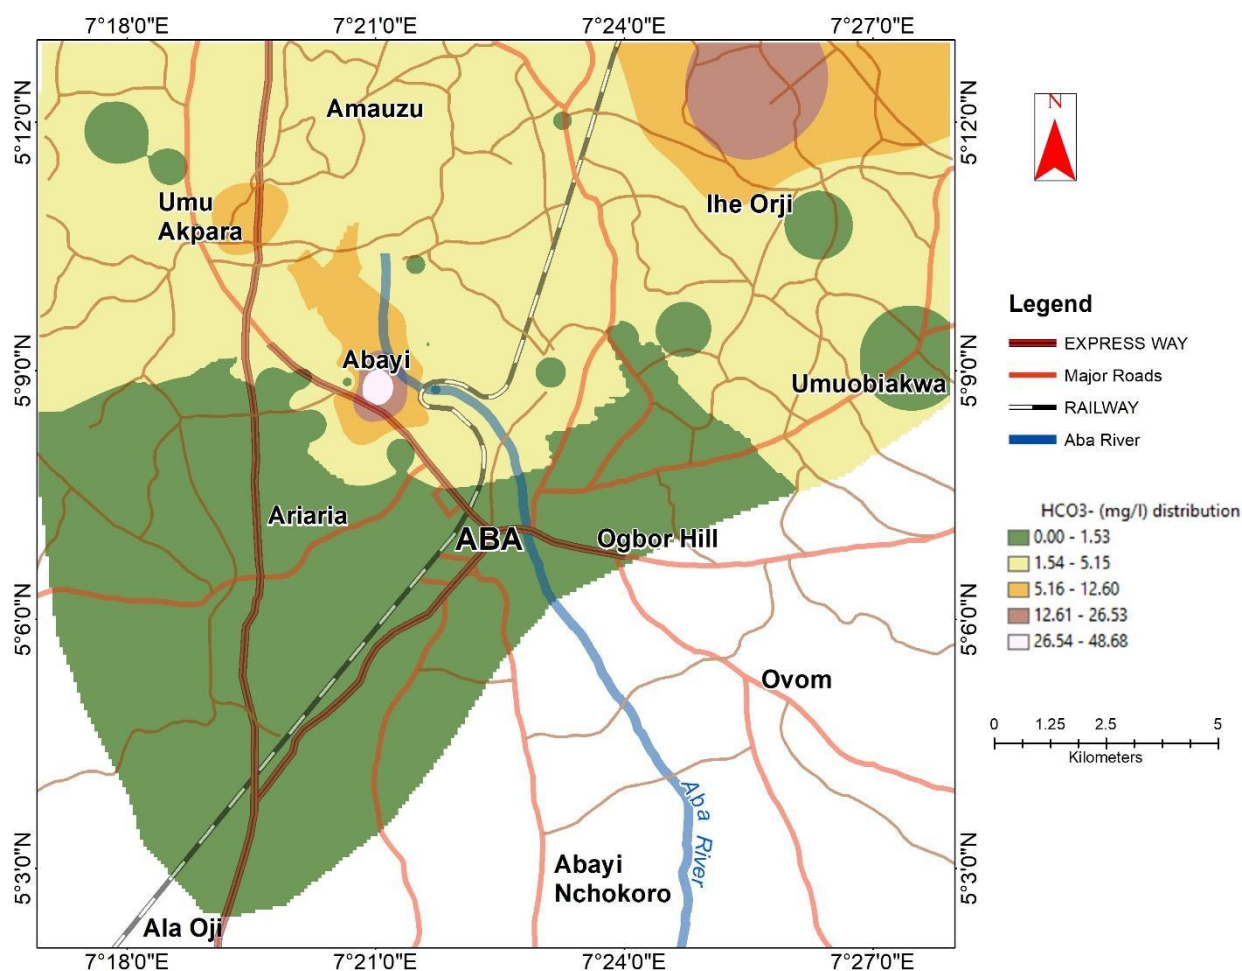 7°18'0"E
7°21'0"E
7°24'0"E
7°27'0"E
5°12'0"N
5°12'0"N
N
Amauzu
Umu
Akpara
Ihe Orji
Legend
EXPRESS WAY
Major Roads
RAILWAY
Aba River
5°9'0"N
5°9'0"N
Abayi
Umuobiakwa
HCO3- (mg/l) distribution
0.00 - 1.53
1.54 - 5.15
5.16 - 12.60
12.61 - 26.53
26.54 - 48.68
Ariaria
ABA
Ogbor Hill
5°6'0"N
5°6'0"N
Ovom
0 1.25 2.5 5
Kilometers
Aba River
5°3'0"N
5°3'0"N
Abayi
Nchokoro
Ala Oji
7°18'0"E
7°21'0"E
7°24'0"E
7°27'0"E